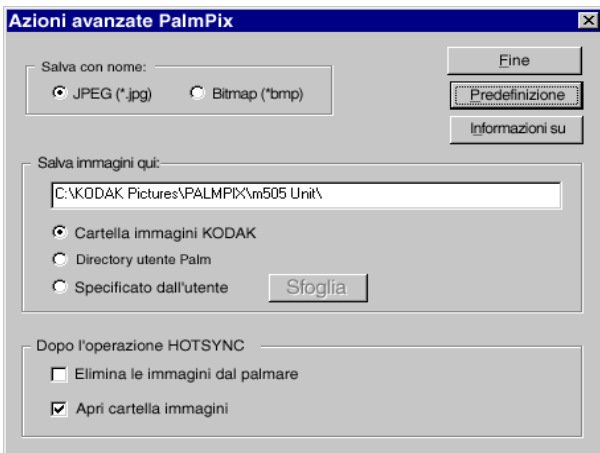 Azioni avanzate PalmPix
Salva con nome:
JPEG (*.jpg)
Bitmap (*bmp)
Fine
Predefinizione
Informazioni su
Salva immagini qui:
C:\KODAK Pictures\PALMPIX\m505 Unit\
Cartella immagini KODAK
Directory utente Palm
Specificato dall'utente
Sfoglia
Dopo l'operazione HOTSYNC
Elimina le immagini dal palmare
Apri cartella immagini